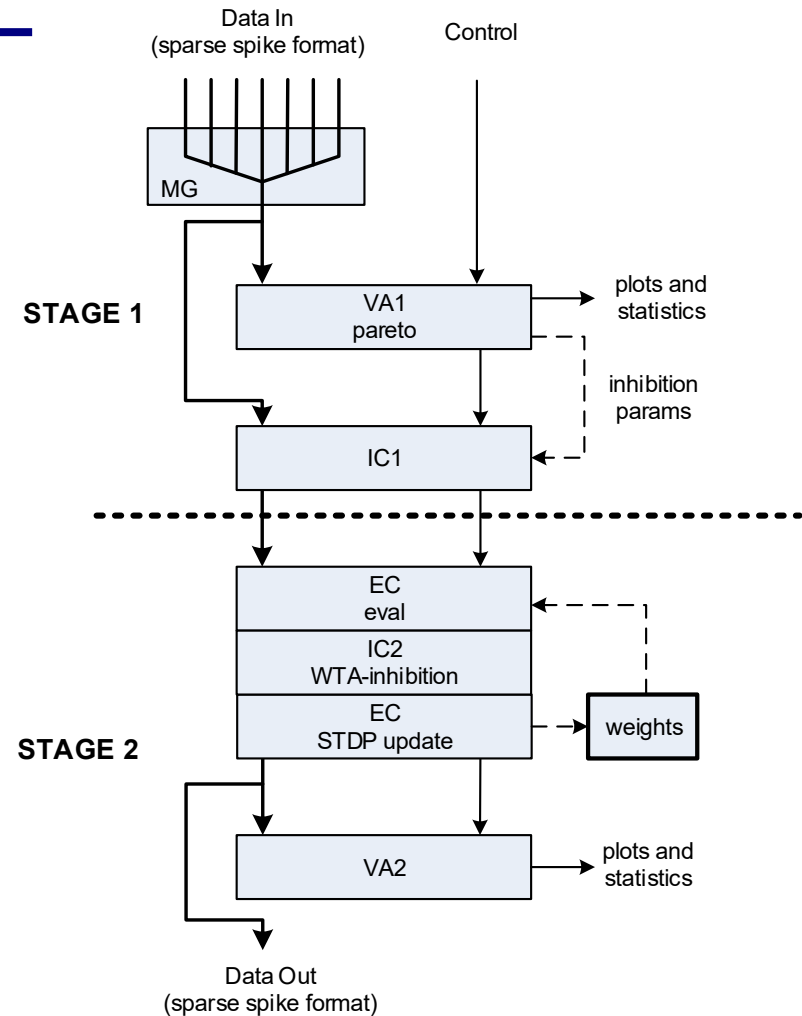 Data In
(sparse spike format)
Control
MG
STAGE 1
VA1
pareto
plots and
statistics
inhibition
params
IC1
EC
eval
IC2
WTA-inhibition
EC
STDP update
weights
STAGE 2
VA2
plots and
statistics
Data Out
(sparse spike format)